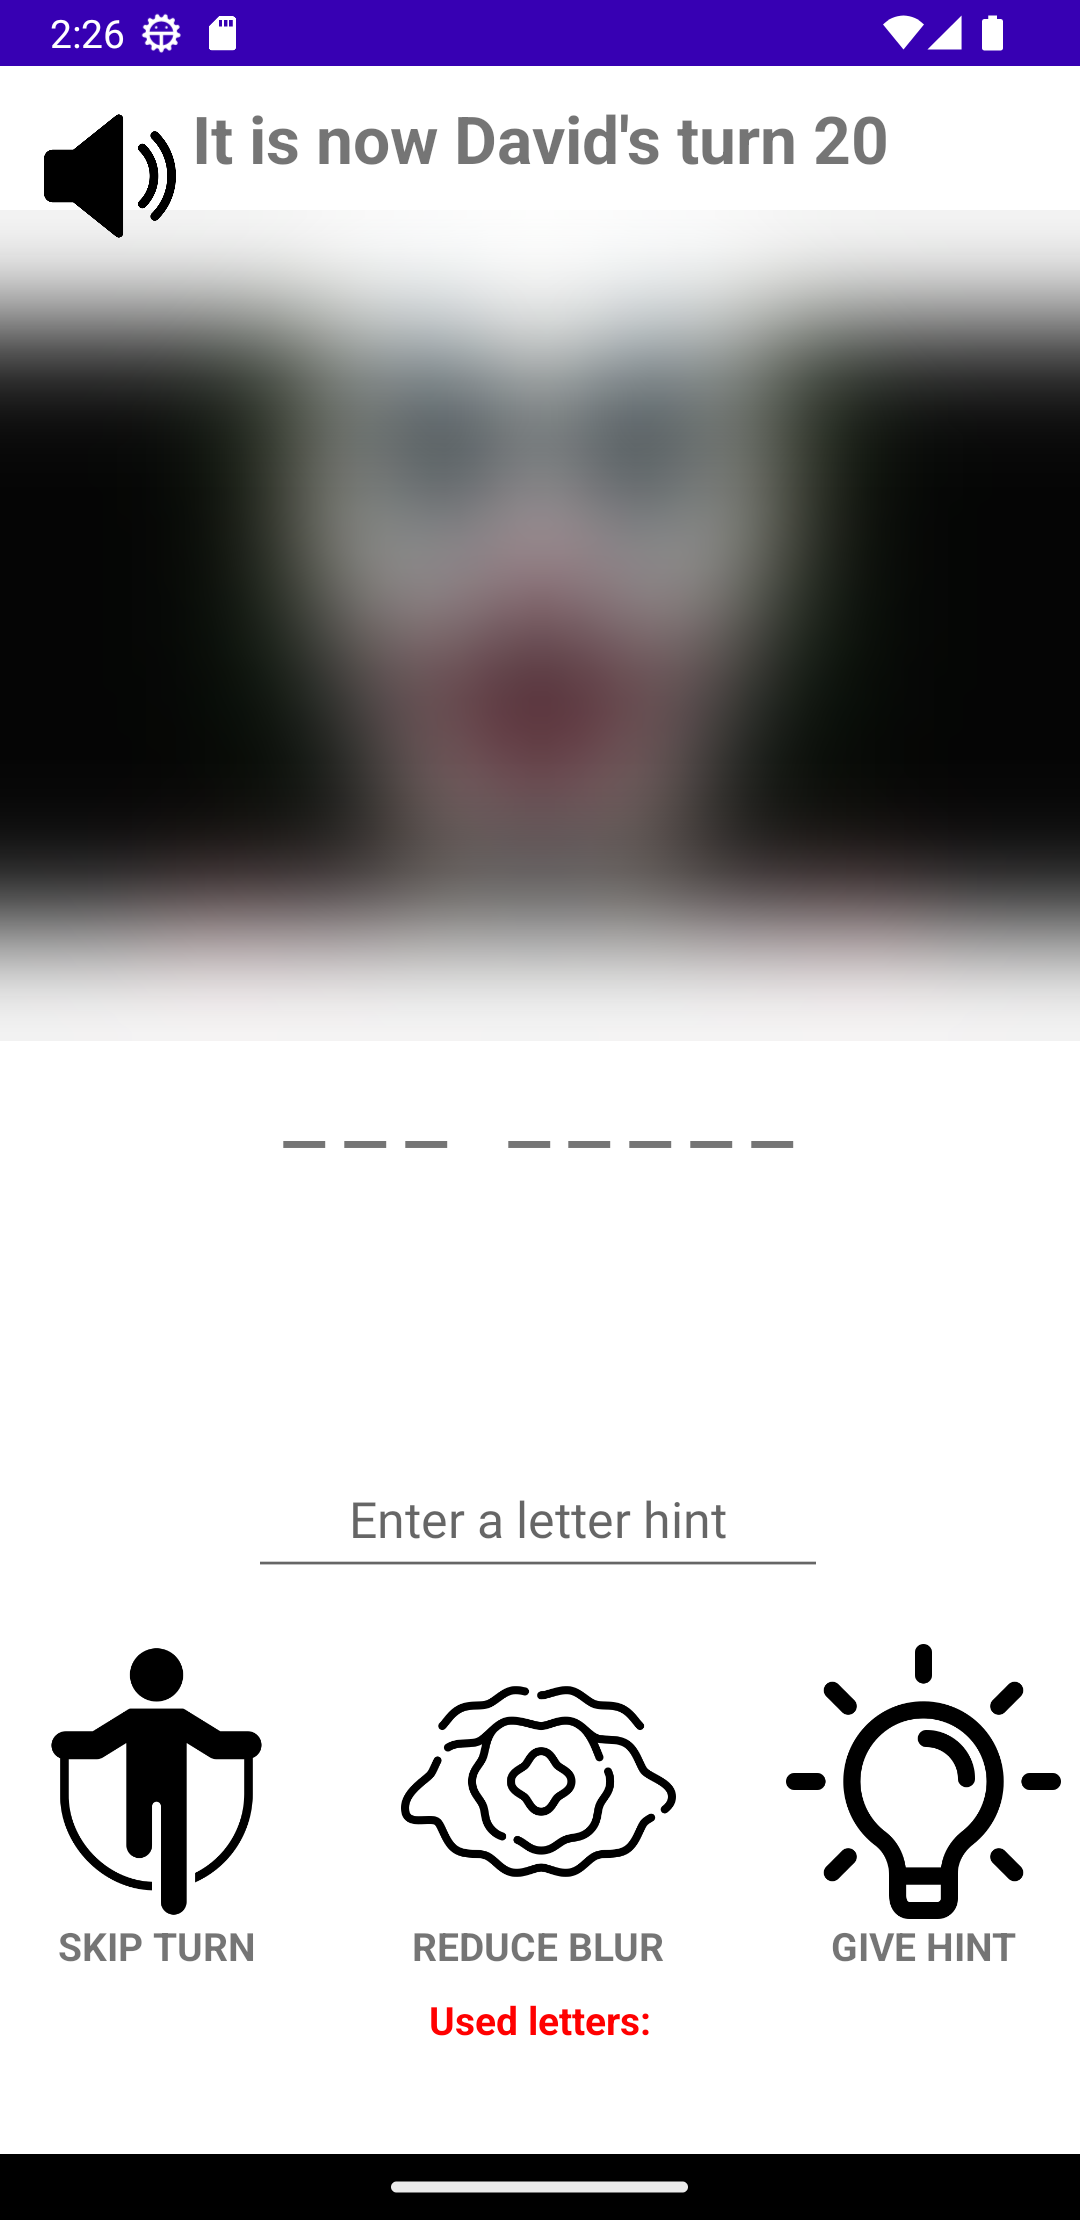 2:26
It is now David's turn 20
_ _ _  _ _ _ _ _
Enter a letter hint
SKIP TURN
REDUCE BLUR
GIVE HINT
Used letters: